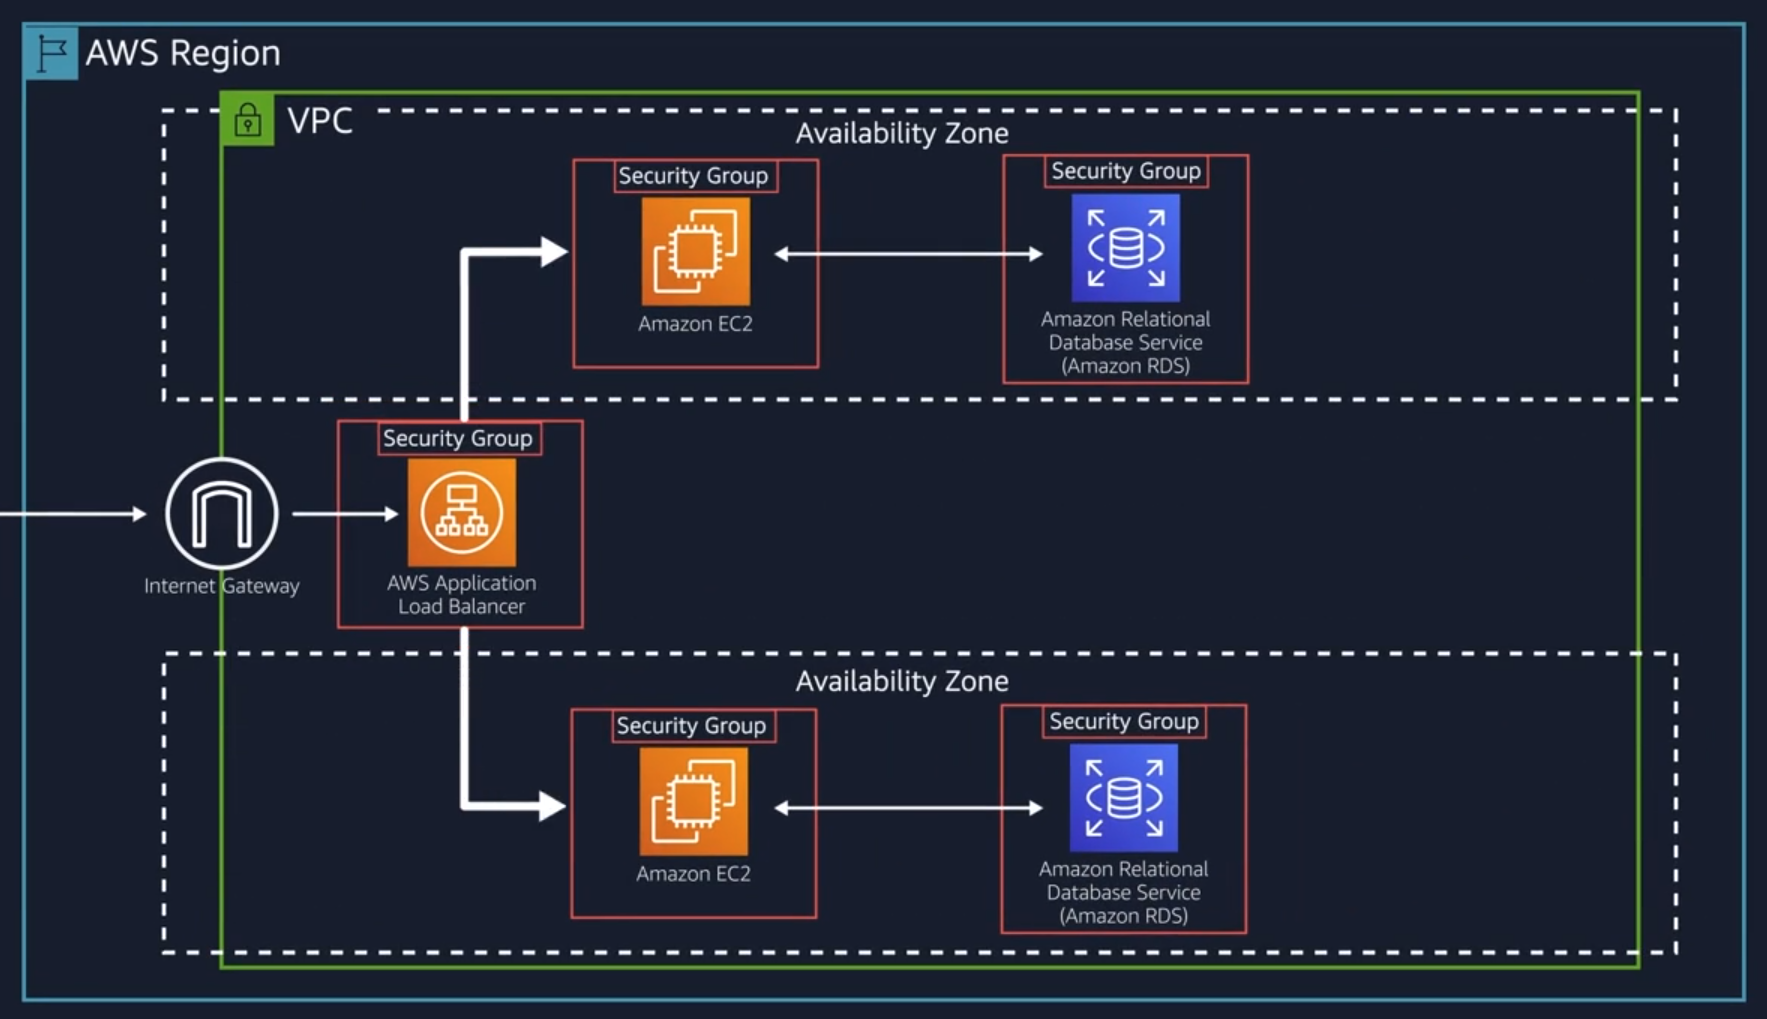 AWS Region
VPC
Availability Zone
Security Group
Amazon EC2
Security Group
Amazon Relational
Database Service
(Amazon RDS)
Internet Gateway
Security Group
AWS Application
Load Balancer
Availability Zone
Security Group
Amazon EC2
Security Group
Amazon Relational
Database Service
(Amazon RDS)